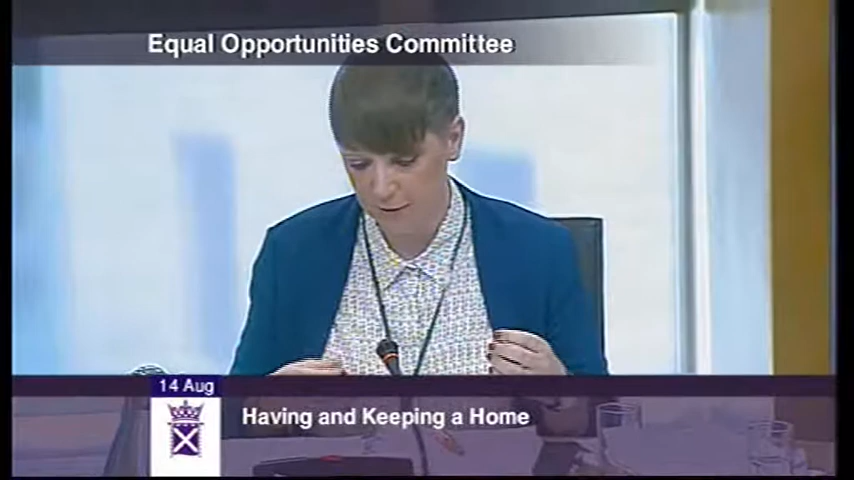 Equal Opportunities Committee
14 Aug
Having and Keeping a Home